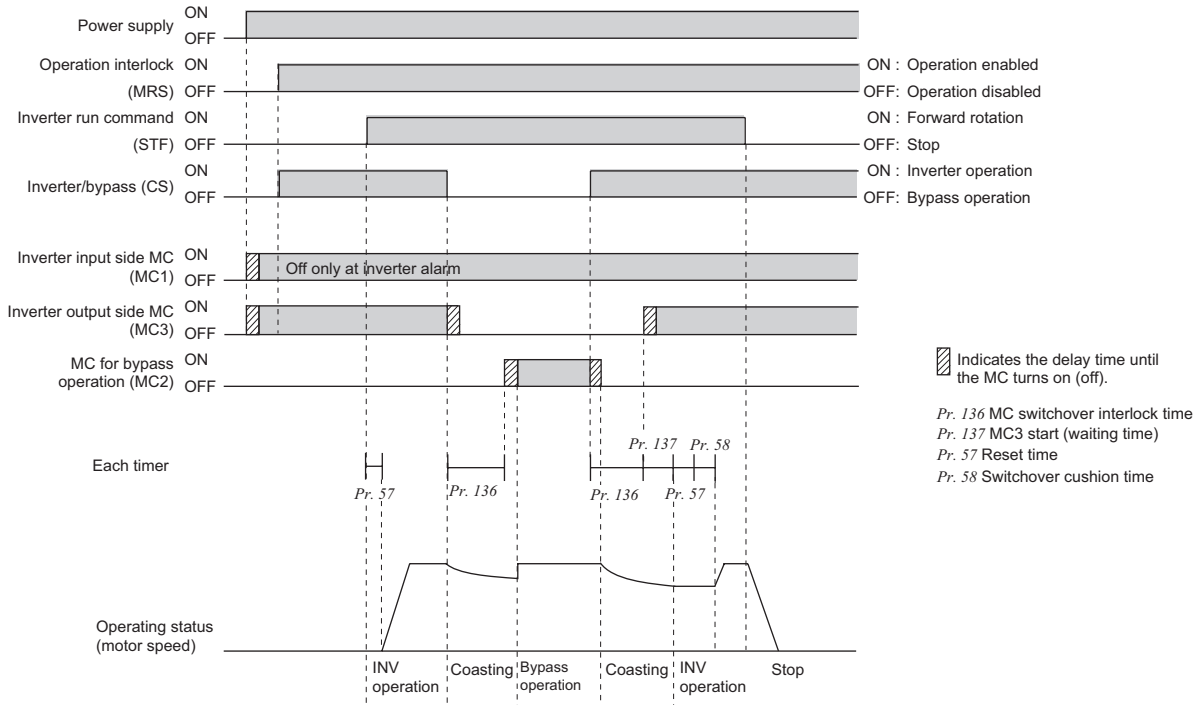 Power supply
ON
OFF
Operation interlock
(MRS)
ON
OFF
ON : Operation enabled
OFF: Operation disabled
Inverter run command
(STF)
ON
OFF
ON : Forward rotation
OFF: Stop
Inverter/bypass (CS)
ON
OFF
ON : Inverter operation
OFF: Bypass operation
Inverter input side MC
(MC1)
ON
OFF
Off only at inverter alarm
Inverter output side MC
(MC3)
ON
OFF
MC for bypass
operation (MC2)
ON
OFF
Indicates the delay time until
the MC turns on (off).
Pr. 136 MC switchover interlock time
Pr. 137 MC3 start (waiting time)
Pr. 57 Reset time
Pr. 58 Switchover cushion time
Each timer
Pr. 137
Pr. 58
Pr. 57
Pr. 136
Pr. 136
Pr. 57
Operating status
(motor speed)
INV
operation
Coasting
Bypass
operation
Coasting
INV
operation
Stop